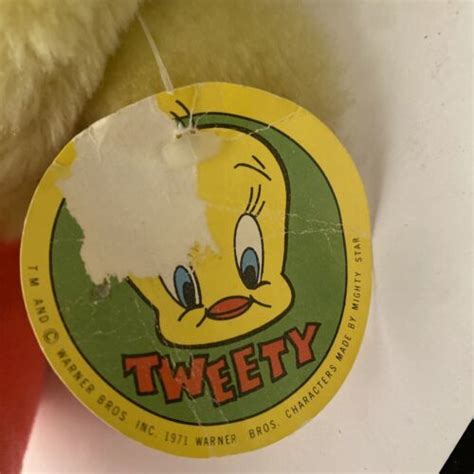 TWEETY
T.M. AND © WARNER BROS. INC. 1971 WARNER BROS. CHARACTERS MADE BY MIGHTY STAR